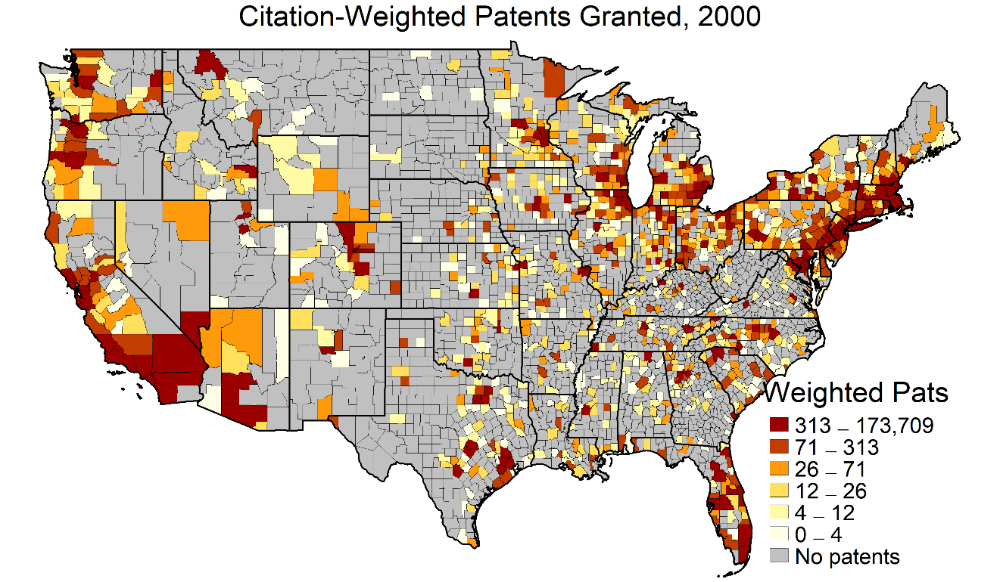 Citation-Weighted Patents Granted, 2000
Weighted Pats
313 – 173,709
71 – 313
26 – 71
12 – 26
4 – 12
0 – 4
No patents